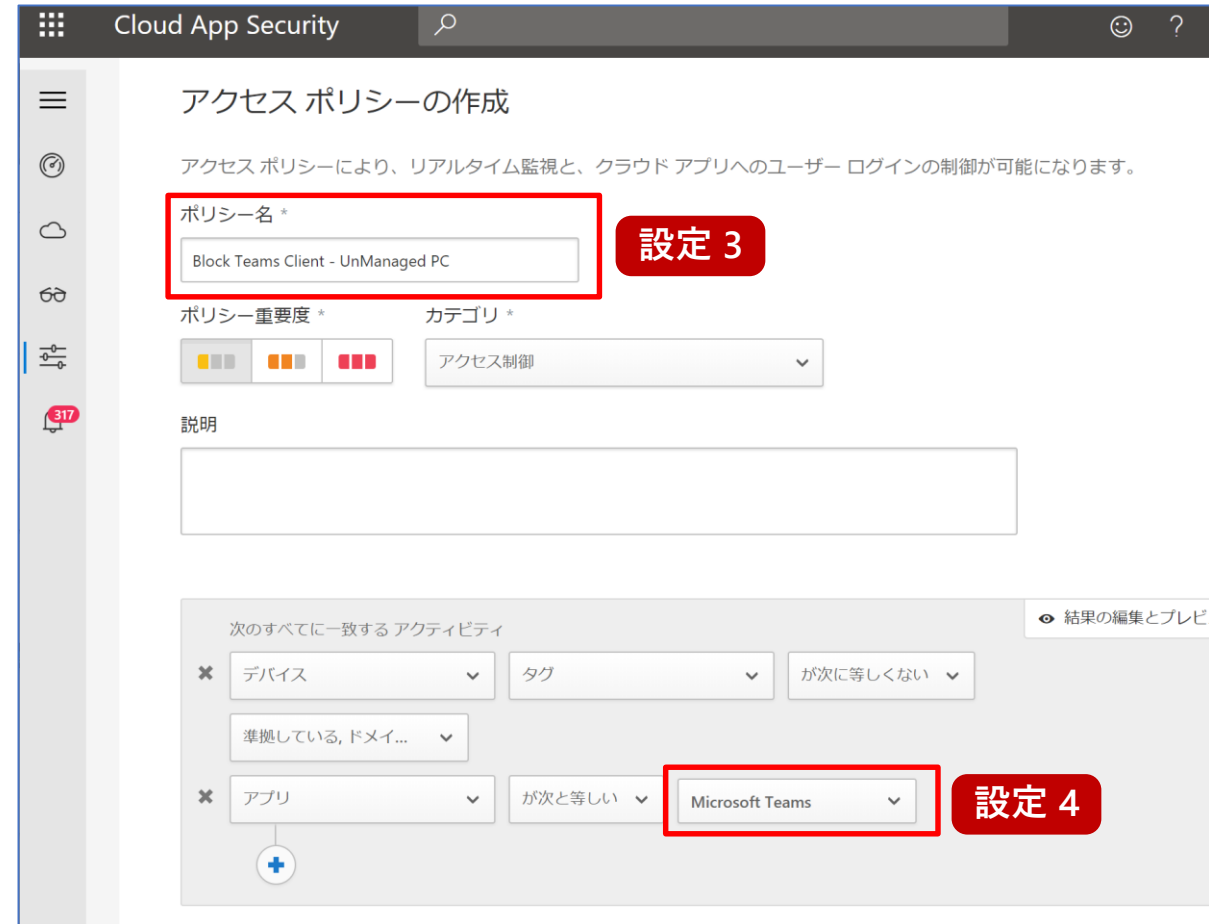 Cloud App Security
?
アクセス ポリシーの作成
アクセス ポリシーにより、リアルタイム監視と、クラウド アプリへのユーザー ログインの制御が可能になります。
ポリシー名 *
Block Teams Client - UnManaged PC
設定 3
ポリシー重要度 *
カテゴリ *
アクセス制御
317
説明
結果の編集とプレビ
次のすべてに一致する アクティビティ
デバイス
タグ
が次に等しくない
準拠している, ドメイ...
アプリ
が次と等しい
Microsoft Teams
設定 4